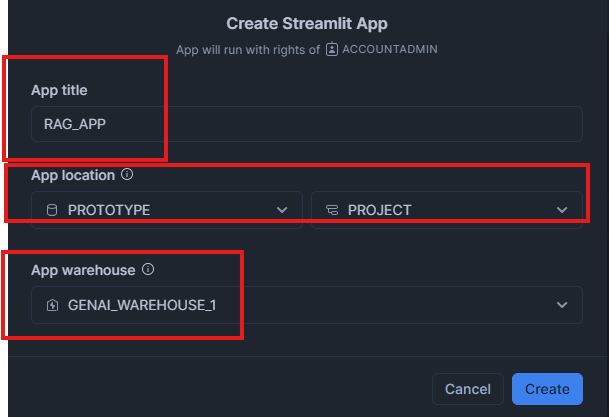 Create Streamlit App
App will run with rights of ACCOUNTADMIN
App title
RAG_APP
App location
PROTOTYPE PROJECT
App warehouse
GENAI_WAREHOUSE_1
Cancel Create